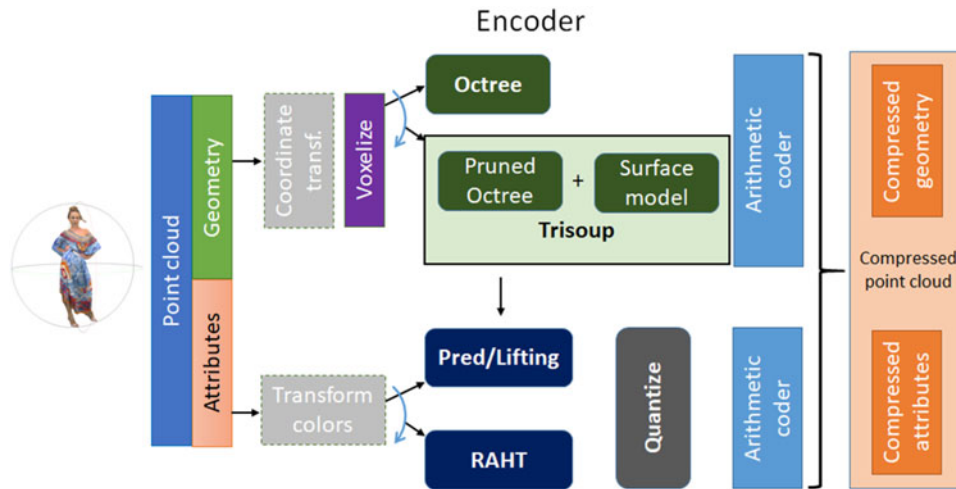 Encoder
Point cloud
Geometry
Attributes
Coordinate
transf.
Voxelize
Octree
Pruned
Octree
+
Surface
model
Trisoup
Arithmetic
coder
Transform
colors
Pred/Lifting
RAHT
Quantize
Arithmetic
coder
Compressed
geometry
Compressed
point cloud
Compressed
attributes